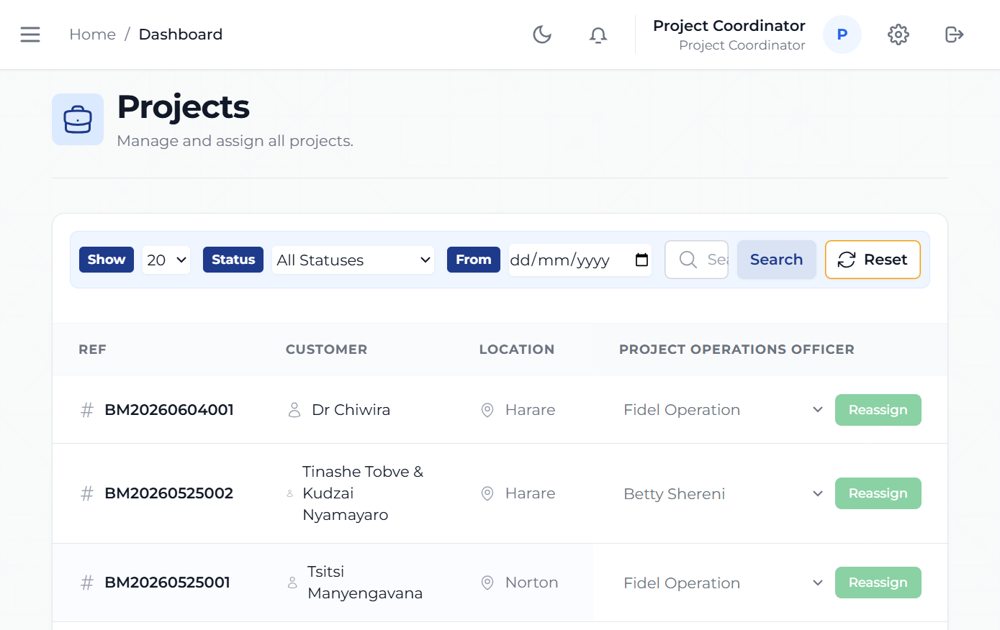 Home / Dashboard
Project Coordinator
Project Coordinator
P
Projects
Manage and assign all projects.
Show 20 Status All Statuses From dd/mm/yyyy Search Reset
REF CUSTOMER LOCATION PROJECT OPERATIONS OFFICER
# BM20260604001 Dr Chiwira Harare Fidel Operation Reassign
Tinashe Tobve &
# BM20260525002 Kudzai Harare Betty Shereni Reassign
Nyamayaro
Tsitsi
# BM20260525001 Manyengavana Norton Fidel Operation Reassign